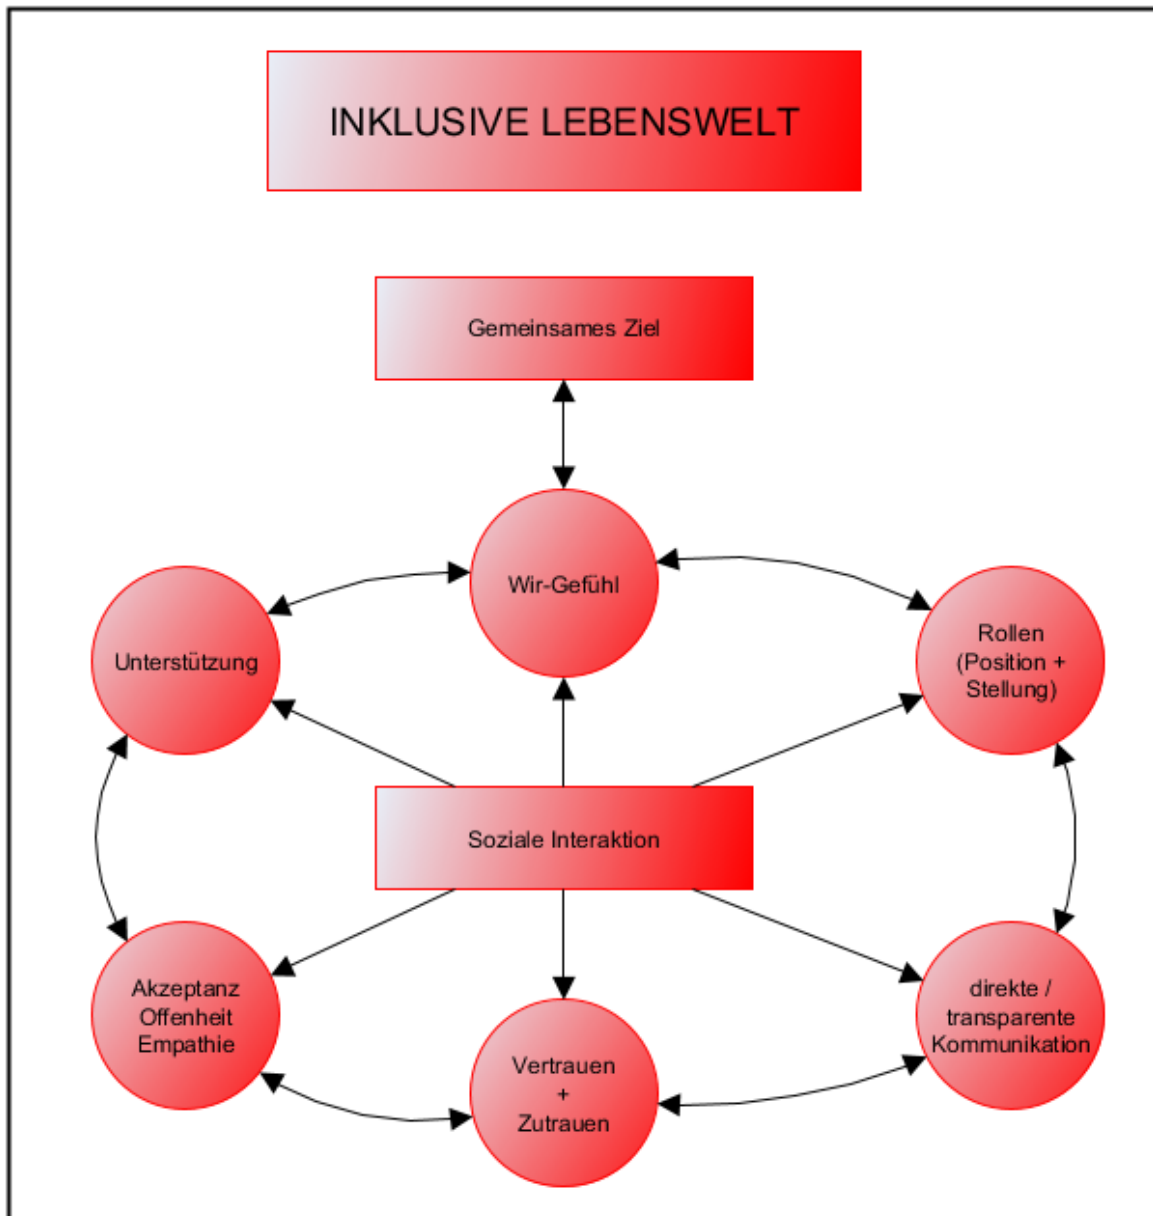 INKLUSIVE LEBENSWELT
Gemeinsames Ziel
Wir-Gefühl
Unterstützung
Rollen
(Position +
Stellung)
Soziale Interaktion
Akzeptanz
Offenheit
Empathie
direkte /
transparente
Kommunikation
Vertrauen
+
Zutrauen